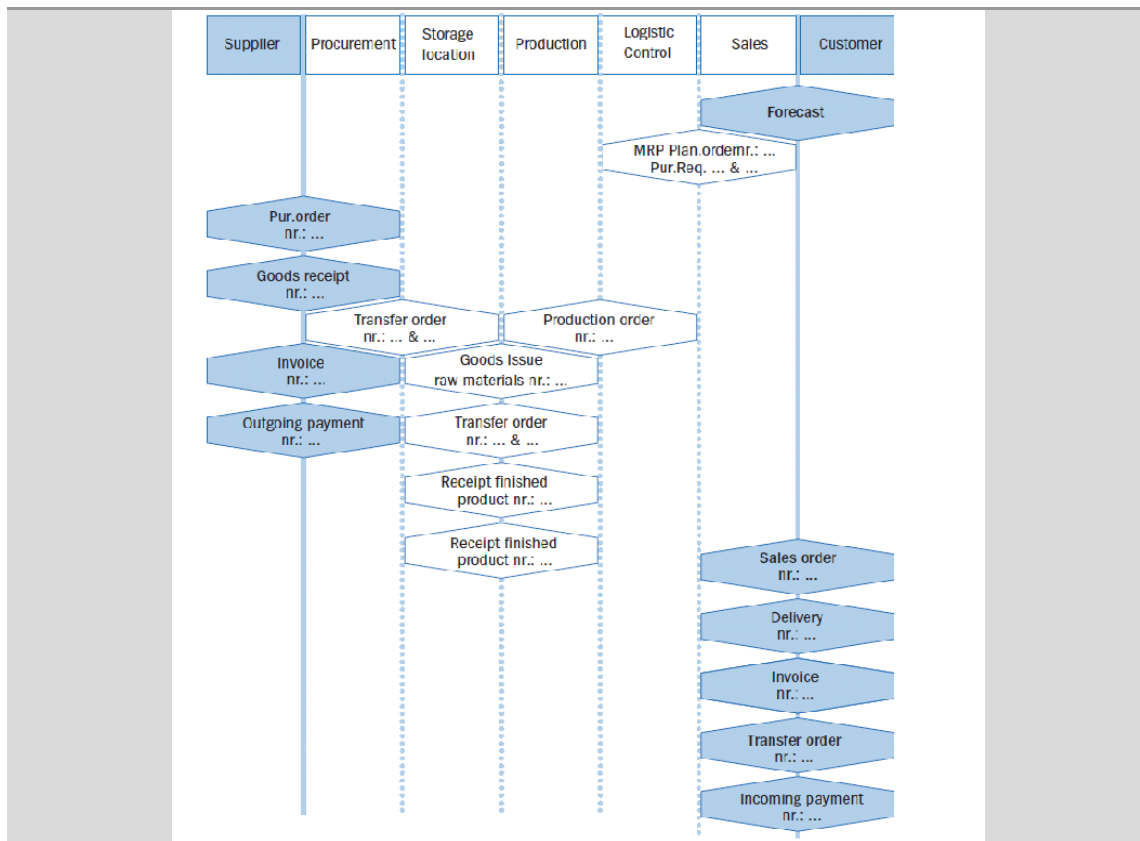 Supplier
Procurement
Storage
location
Production
Logistic
Control
Sales
Customer
Forecast
MRP Plan.ordernr.: ...
Pur.Req. ... & ...
Pur.order
nr.: ...
Goods receipt
nr.: ...
Transfer order
nr.: ... & ...
Production order
nr.: ...
Invoice
nr.: ...
Goods Issue
raw materials nr.: ...
Outgoing payment
nr.: ...
Transfer order
nr.: ... & ...
Receipt finished
product nr.: ...
Receipt finished
product nr.: ...
Sales order
nr.: ...
Delivery
nr.: ...
Invoice
nr.: ...
Transfer order
nr.: ...
Incoming payment
nr.: ...